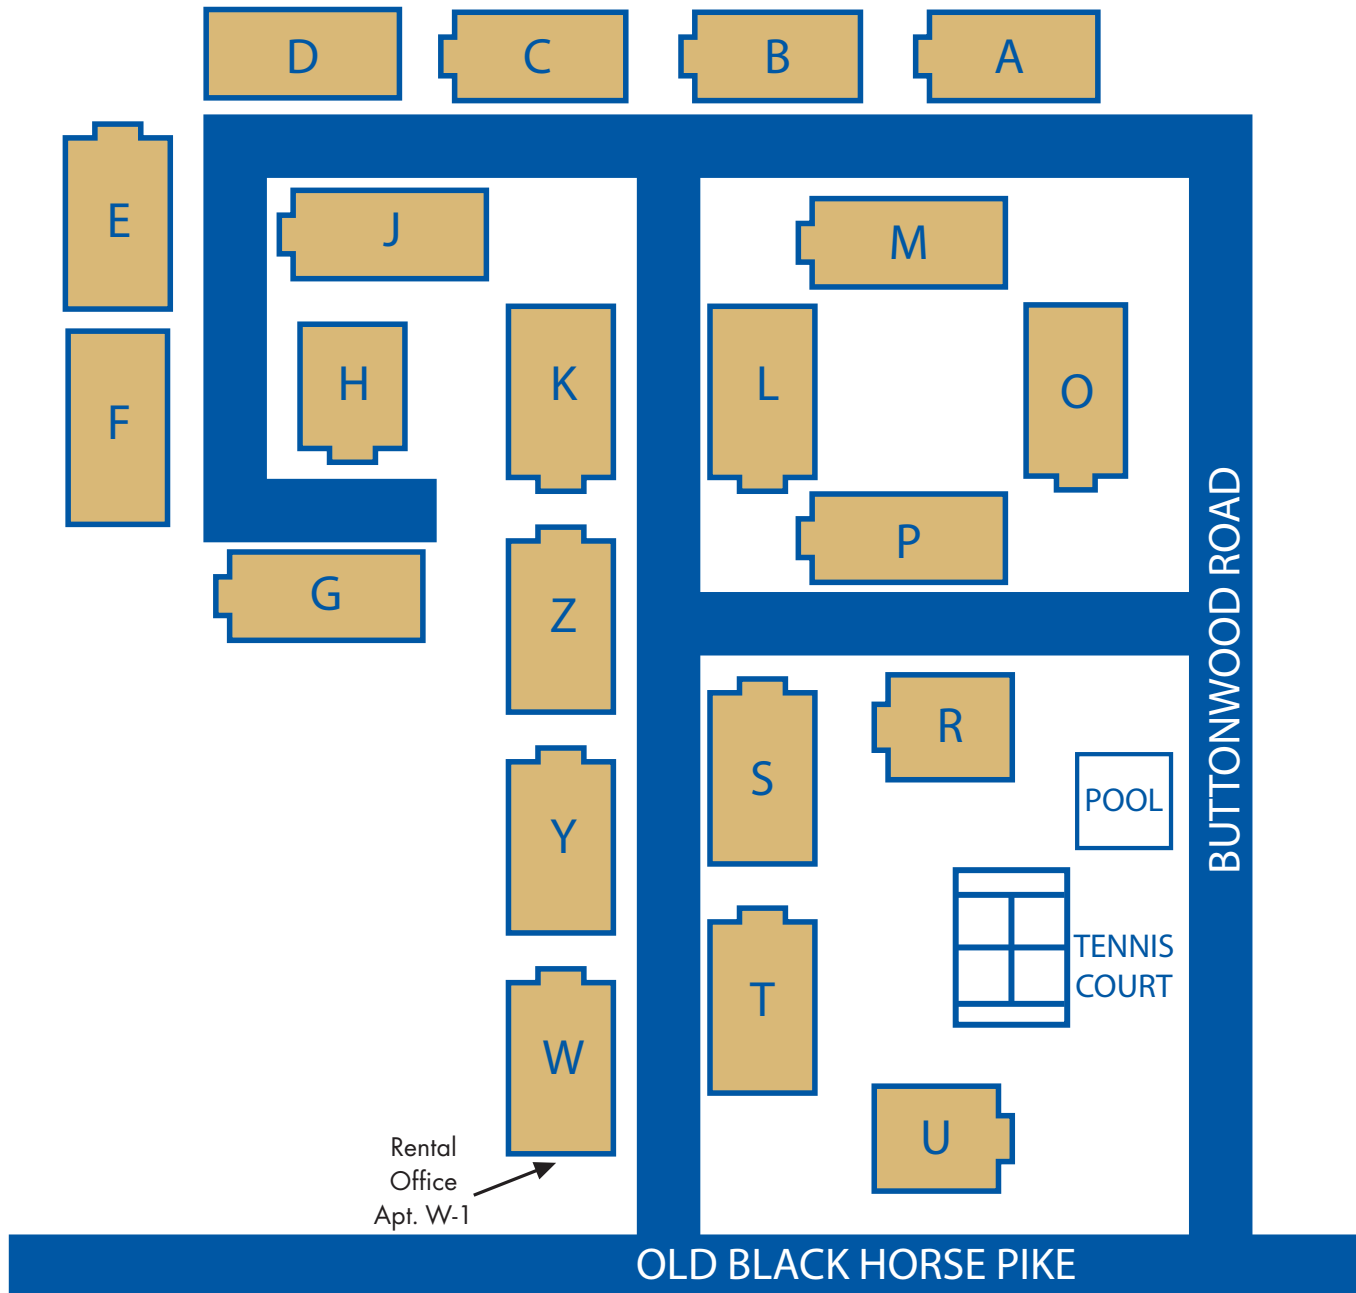 D
C
B
A
E
J
M
H
K
L
O
F
P
G
Z
BUTTONWOOD ROAD
R
S
POOL
Y
TENNIS
COURT
T
W
U
Rental
Office
Apt. W-1
OLD BLACK HORSE PIKE